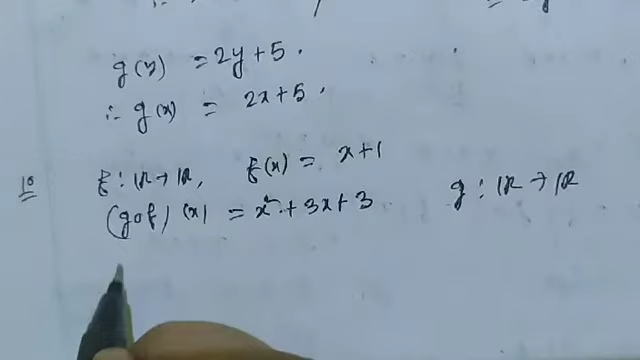 g(y) = 2y + 5.
∴ g(x) = 2x + 5.
10 f : ℝ → ℝ, f(x) = x + 1
(gof) (x) = x² + 3x + 3 g : ℝ → ℝ